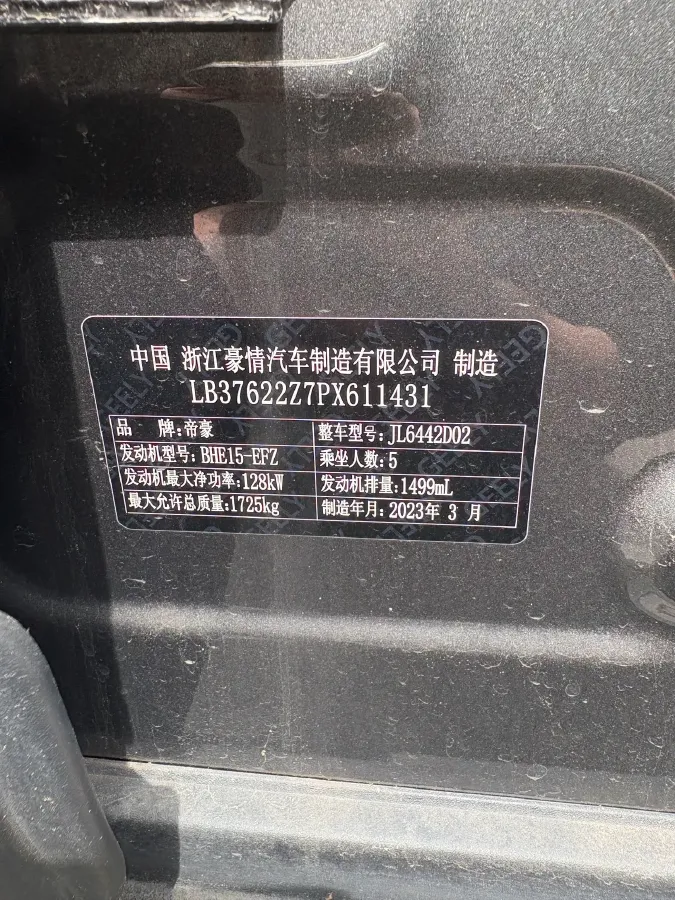 中国 浙江豪情汽车制造有限公司 制造
LB37622Z7PX611431
品 牌:帝豪 整车型号:JL6442D02
发动机型号:BHE15-EFZ 乘坐人数:5
发动机最大净功率:128kW 发动机排量:1499mL
最大允许总质量:1725kg 制造年月:2023年 3 月